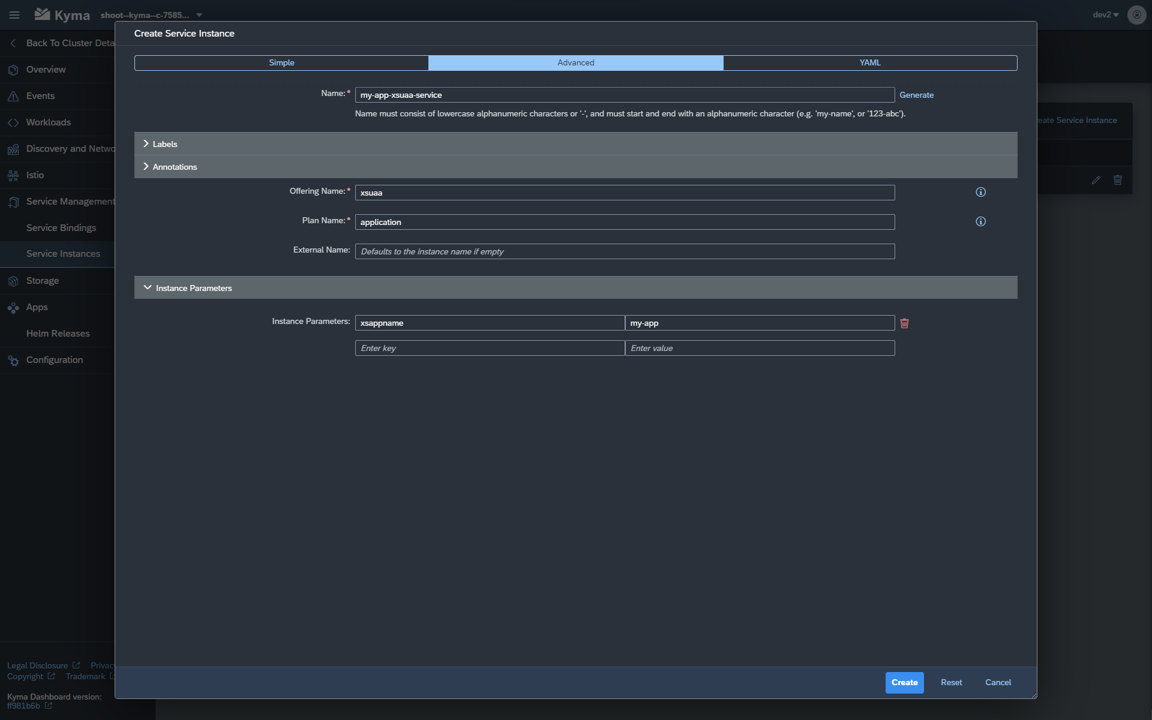 Kyma
shoot--kyma--c-7585...
dev2
Create Service Instance
Back To Cluster Deta
Overview
Events
Workloads
Discovery and Netwo
Istio
Service Management
Service Bindings
Service Instances
Storage
Apps
Helm Releases
Configuration
Simple
Advanced
YAML
Name:*
my-app-xsuaa-service
Generate
Name must consist of lowercase alphanumeric characters or '-', and must start and end with an alphanumeric character (e.g. 'my-name', or '123-abc').
eate Service Instance
Labels
Annotations
Offering Name:*
xsuaa
Plan Name:*
application
External Name:
Defaults to the instance name if empty
Instance Parameters
Instance Parameters:
xsappname
my-app
Enter key
Enter value
Legal Disclosure
Privac
Copyright
Trademark
Kyma Dashboard version:
ff981b6b
Create
Reset
Cancel